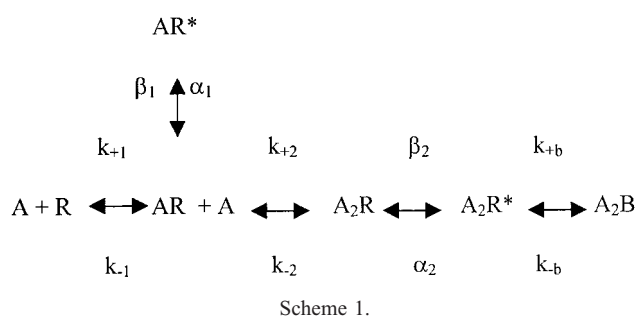 AR*
β₁ α₁
k₊₁ k₊₂ β₂ k₊b
A + R AR + A A₂R A₂R* A₂B
k₋₁ k₋₂ α₂ k₋b
Scheme 1.